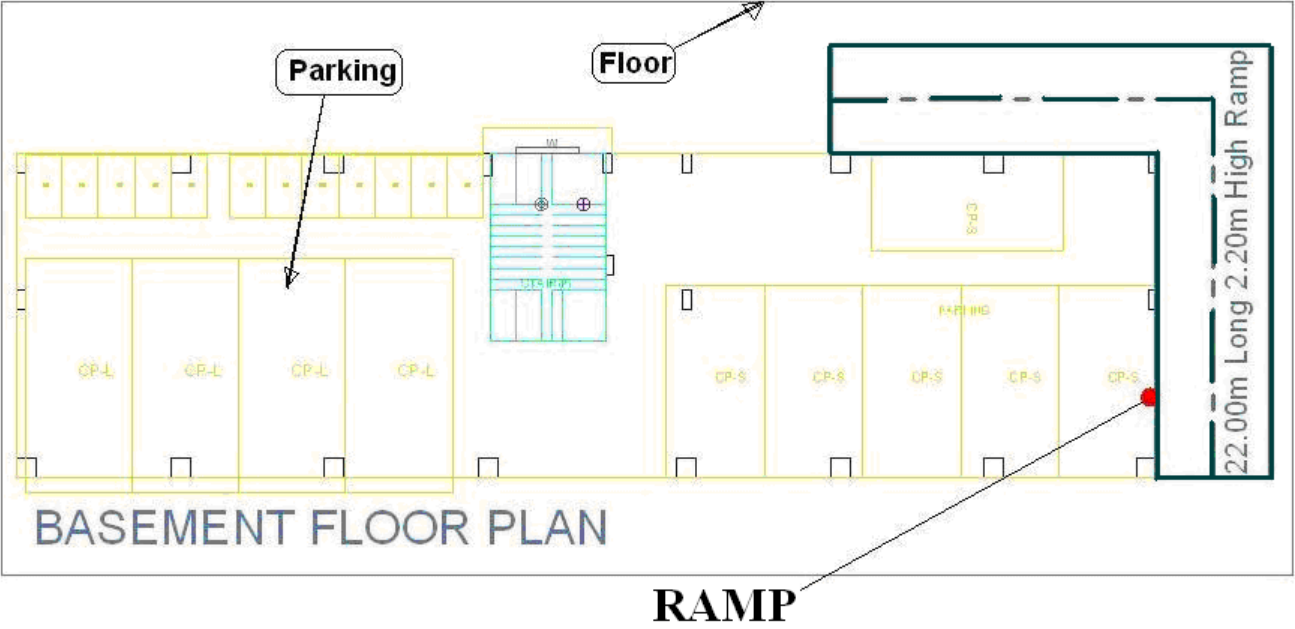 Floor
Parking
22.00m Long 2.20m High Ramp
CP-S
PARKING
CP-L CP-L CP-L CP-L
CP-S CP-S CP-S CP-S CP-S
BASEMENT FLOOR PLAN
RAMP